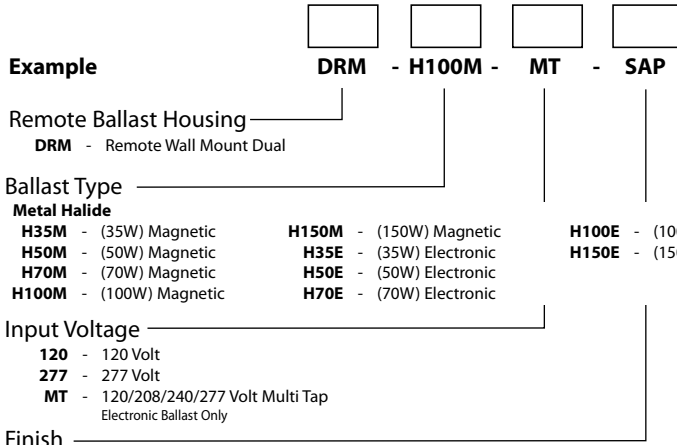 Example DRM - H100M - MT - SAP
Remote Ballast Housing
DRM - Remote Wall Mount Dual
Ballast Type
Metal Halide
H35M - (35W) Magnetic H150M - (150W) Magnetic H100E - (10
H50M - (50W) Magnetic H35E - (35W) Electronic H150E - (15
H70M - (70W) Magnetic H50E - (50W) Electronic
H100M - (100W) Magnetic H70E - (70W) Electronic
Input Voltage
120 - 120 Volt
277 - 277 Volt
MT - 120/208/240/277 Volt Multi Tap
Electronic Ballast Only
Finish